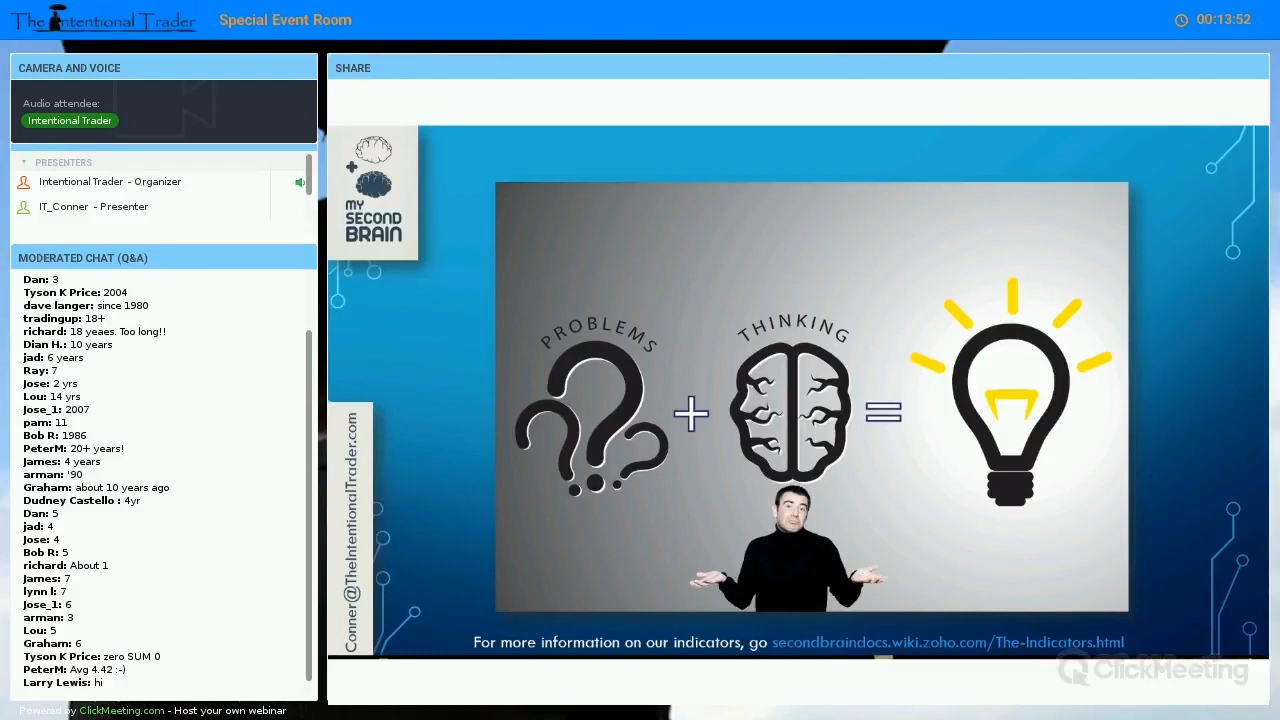 The Intentional Trader
Special Event Room
00:13:52
CAMERA AND VOICE
Audio attendee:
Intentional Trader
PRESENTERS
Intentional Trader - Organizer
IT_Conner - Presenter
MODERATED CHAT (Q&A)
Dan: 3
Tyson K Price: 2004
dave langer: since 1980
tradingup: 18+
richard: 18 yeaes. Too long!!
Dian H.: 10 years
jad: 6 years
Ray: 7
Jose: 2 yrs
Lou: 14 yrs
Jose_1: 2007
pam: 11
Bob R: 1986
PeterM: 20+ years!
James: 4 years
arman: '90
Graham: about 10 years ago
Dudney Castello : 4yr
Dan: 5
jad: 4
Jose: 4
Bob R: 5
richard: About 1
James: 7
lynn l: 7
Jose_1: 6
arman: 3
Lou: 5
Graham: 6
Tyson K Price: zero SUM 0
PeterM: Avg 4.42 :-)
Larry Lewis: hi
Powered by ClickMeeting.com - Host your own webinar
SHARE
MY
SECOND
BRAIN
PROBLEMS
+
THINKING
=
Conner@TheIntentionalTrader.com
For more information on our indicators, go secondbraindocs.wiki.zoho.com/The-Indicators.html
ClickMeeting